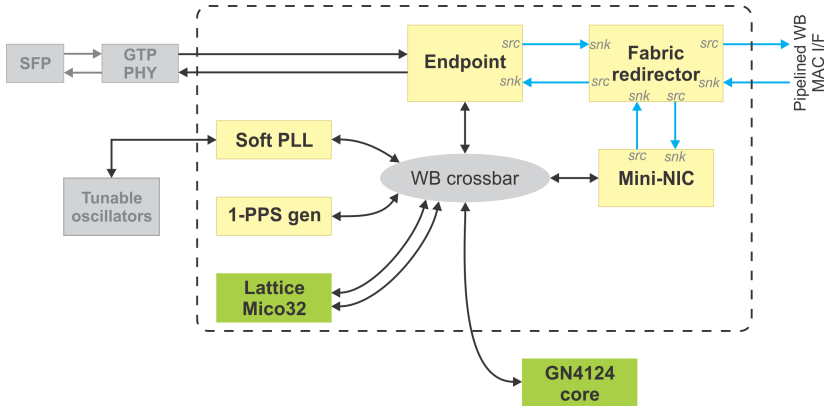 SFP
GTP
PHY
Endpoint
src
snk
snk
src
Fabric
redirector
src
snk
src
snk
Pipelined WB
MAC I/F
Soft PLL
WB crossbar
src
snk
Mini-NIC
Tunable
oscillators
1-PPS gen
Lattice
Mico32
GN4124
core